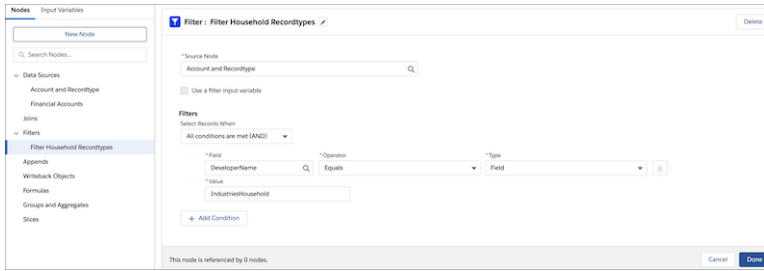 Nodes Input Variables
New Node
Search Nodes...
Data Sources
Account and Recordtype
Financial Accounts
Joins
Filters
Filter Household Recordtypes
Appends
Writeback Objects
Formulas
Groups and Aggregates
Slices
Filter : Filter Household Recordtypes
Delete
*Source Node
Account and Recordtype
Use a filter input variable
Filters
Select Records When
All conditions are met (AND)
*Field *Operator *Type
DeveloperName Equals Field
*Value
IndustriesHousehold
+ Add Condition
This node is referenced by 0 nodes.
Cancel Done